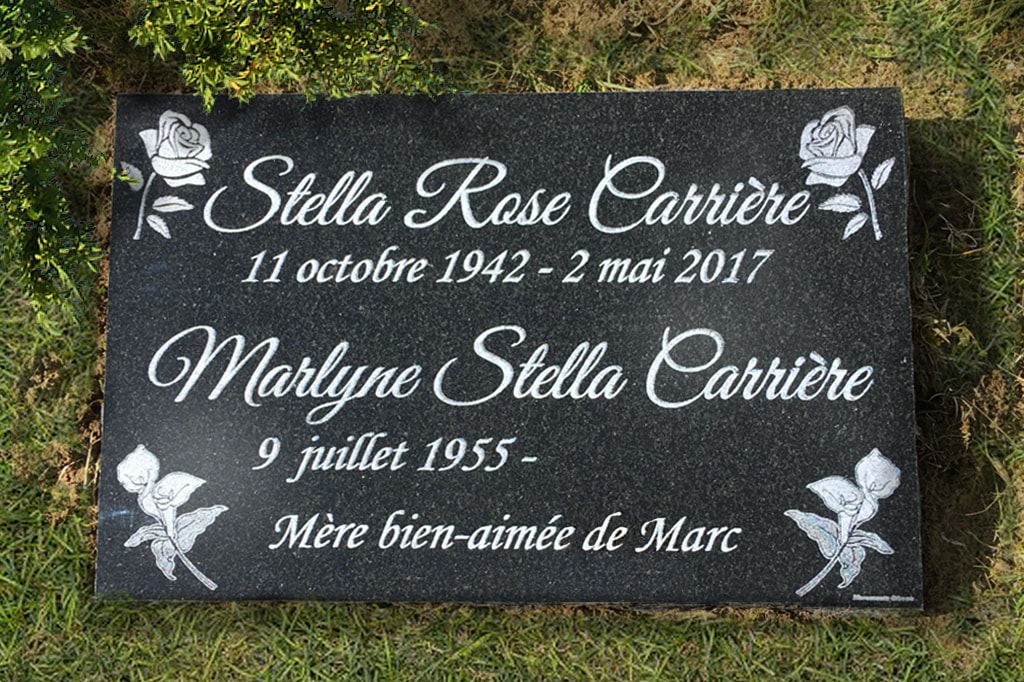 Stella Rose Carrière
11 octobre 1942 - 2 mai 2017
Marlyne Stella Carrière
9 juillet 1955 -
Mère bien-aimée de Marc